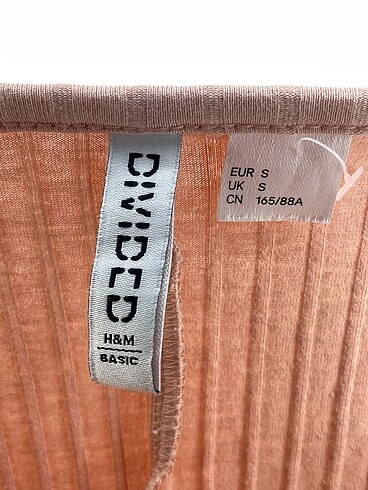 DIVIDED
H&M
BASIC
EUR S
UK S
CN 165/88A